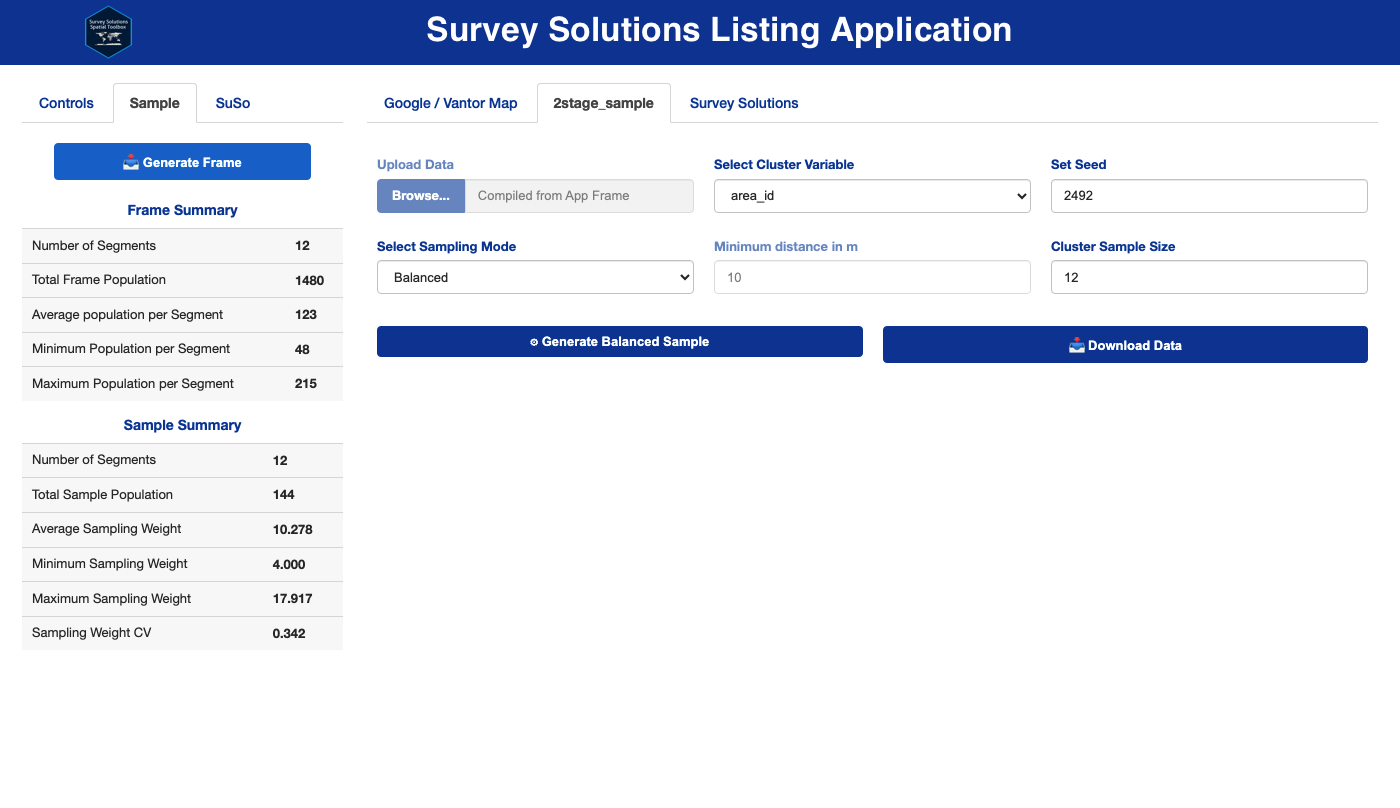 Survey Solutions
Spatial Toolbox
Survey Solutions Listing Application
Controls
Sample
SuSo
Generate Frame
Frame Summary
Number of Segments 12
Total Frame Population 1480
Average population per Segment 123
Minimum Population per Segment 48
Maximum Population per Segment 215
Sample Summary
Number of Segments 12
Total Sample Population 144
Average Sampling Weight 10.278
Minimum Sampling Weight 4.000
Maximum Sampling Weight 17.917
Sampling Weight CV 0.342
Google / Vantor Map
2stage_sample
Survey Solutions
Upload Data
Browse... Compiled from App Frame
Select Cluster Variable
area_id
Set Seed
2492
Select Sampling Mode
Balanced
Minimum distance in m
10
Cluster Sample Size
12
Generate Balanced Sample
Download Data